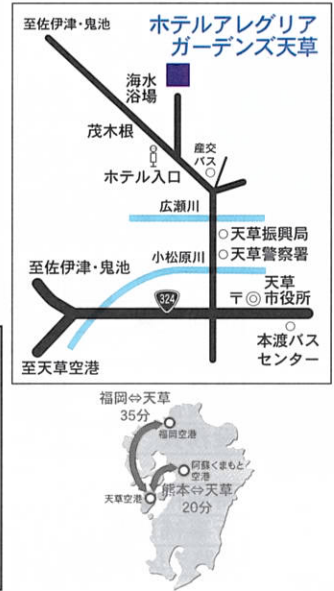 至佐伊津・鬼池
ホテルアレグリア
ガーデンズ天草
海水
浴場
茂木根
産交
バス
ホテル入口
広瀬川
天草振興局
小松原川
天草警察署
至佐伊津・鬼池
324
天草
〒◎市役所
本渡バス
センター
至天草空港
福岡⇔天草
35分
福岡空港
阿蘇くまもと
空港
天草空港
熊本⇔天草
20分